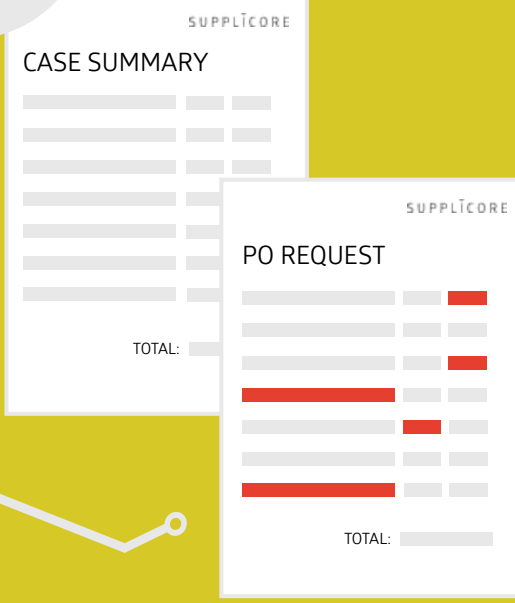 SUPPLĪCORE
CASE SUMMARY
TOTAL:
SUPPLĪCORE
PO REQUEST
TOTAL: